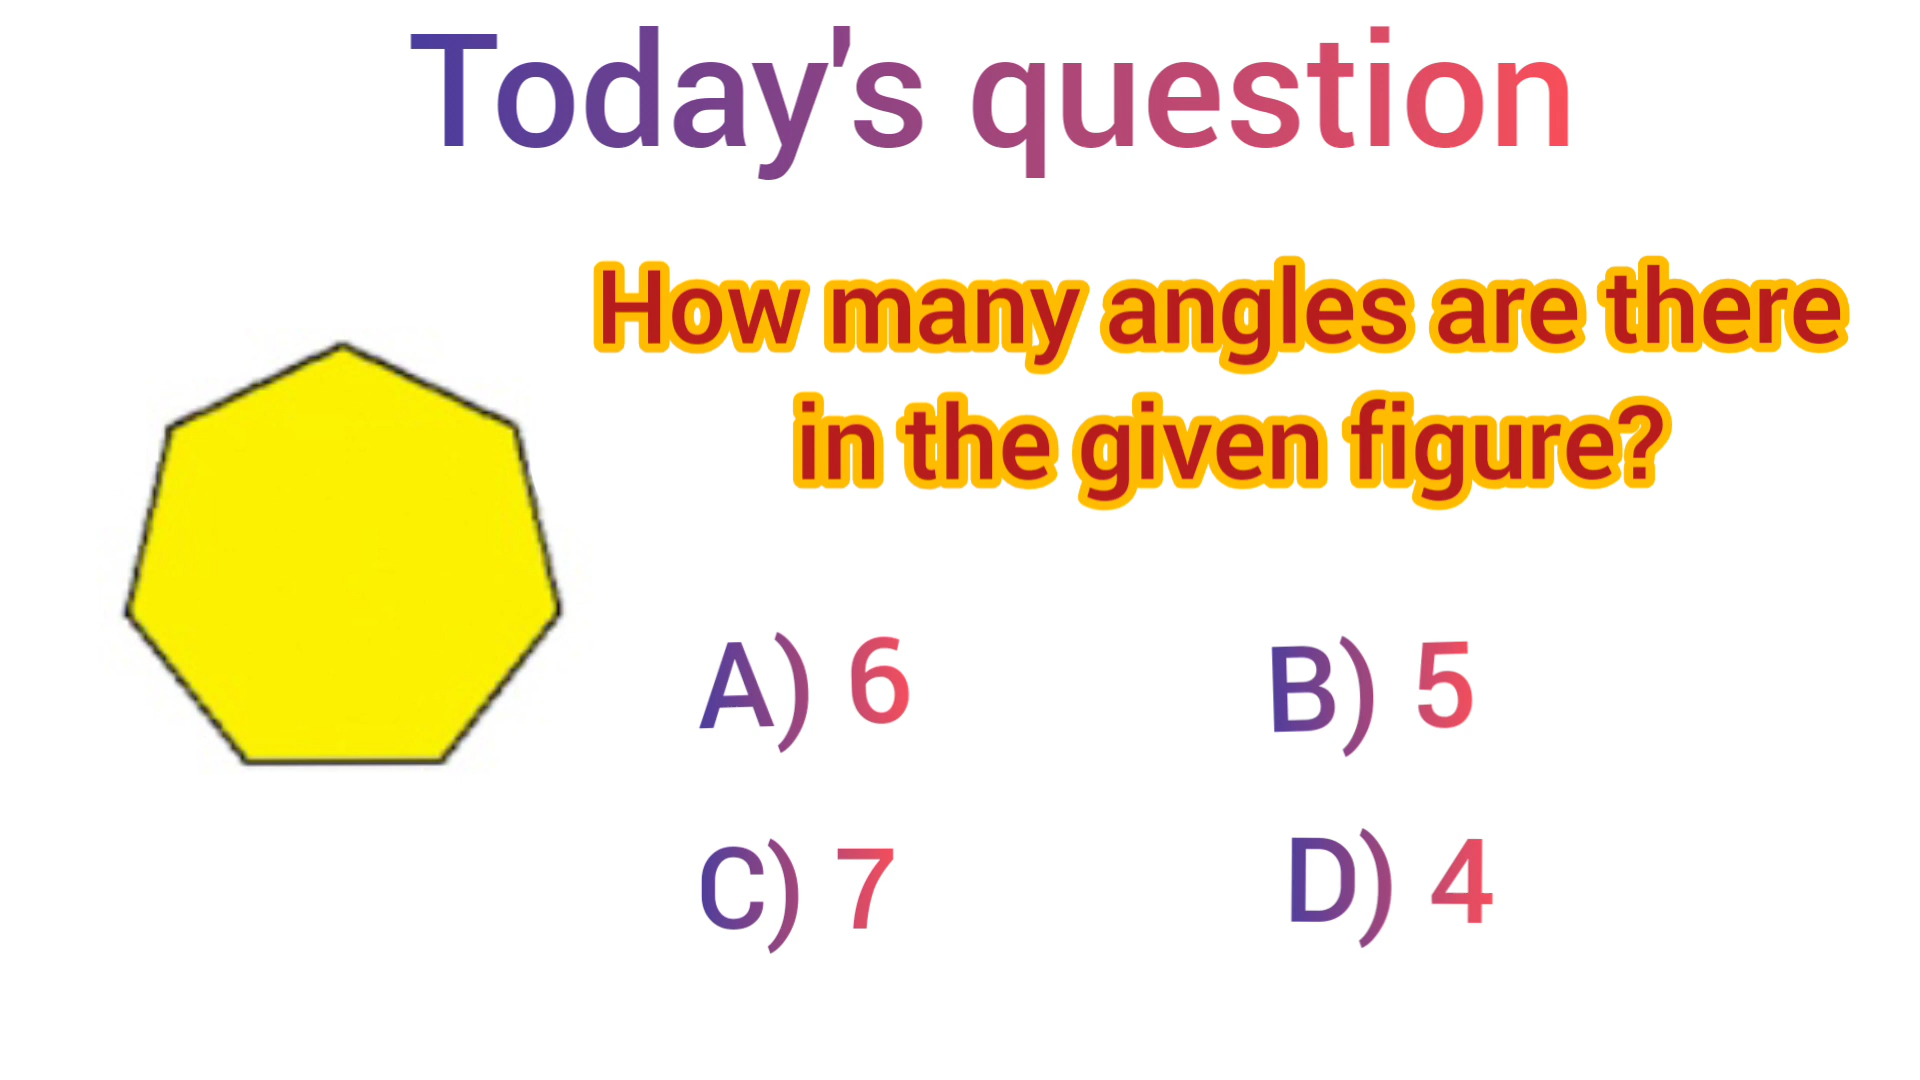 Today's question
How many angles are there
in the given figure?
A) 6 B) 5
C) 7 D) 4